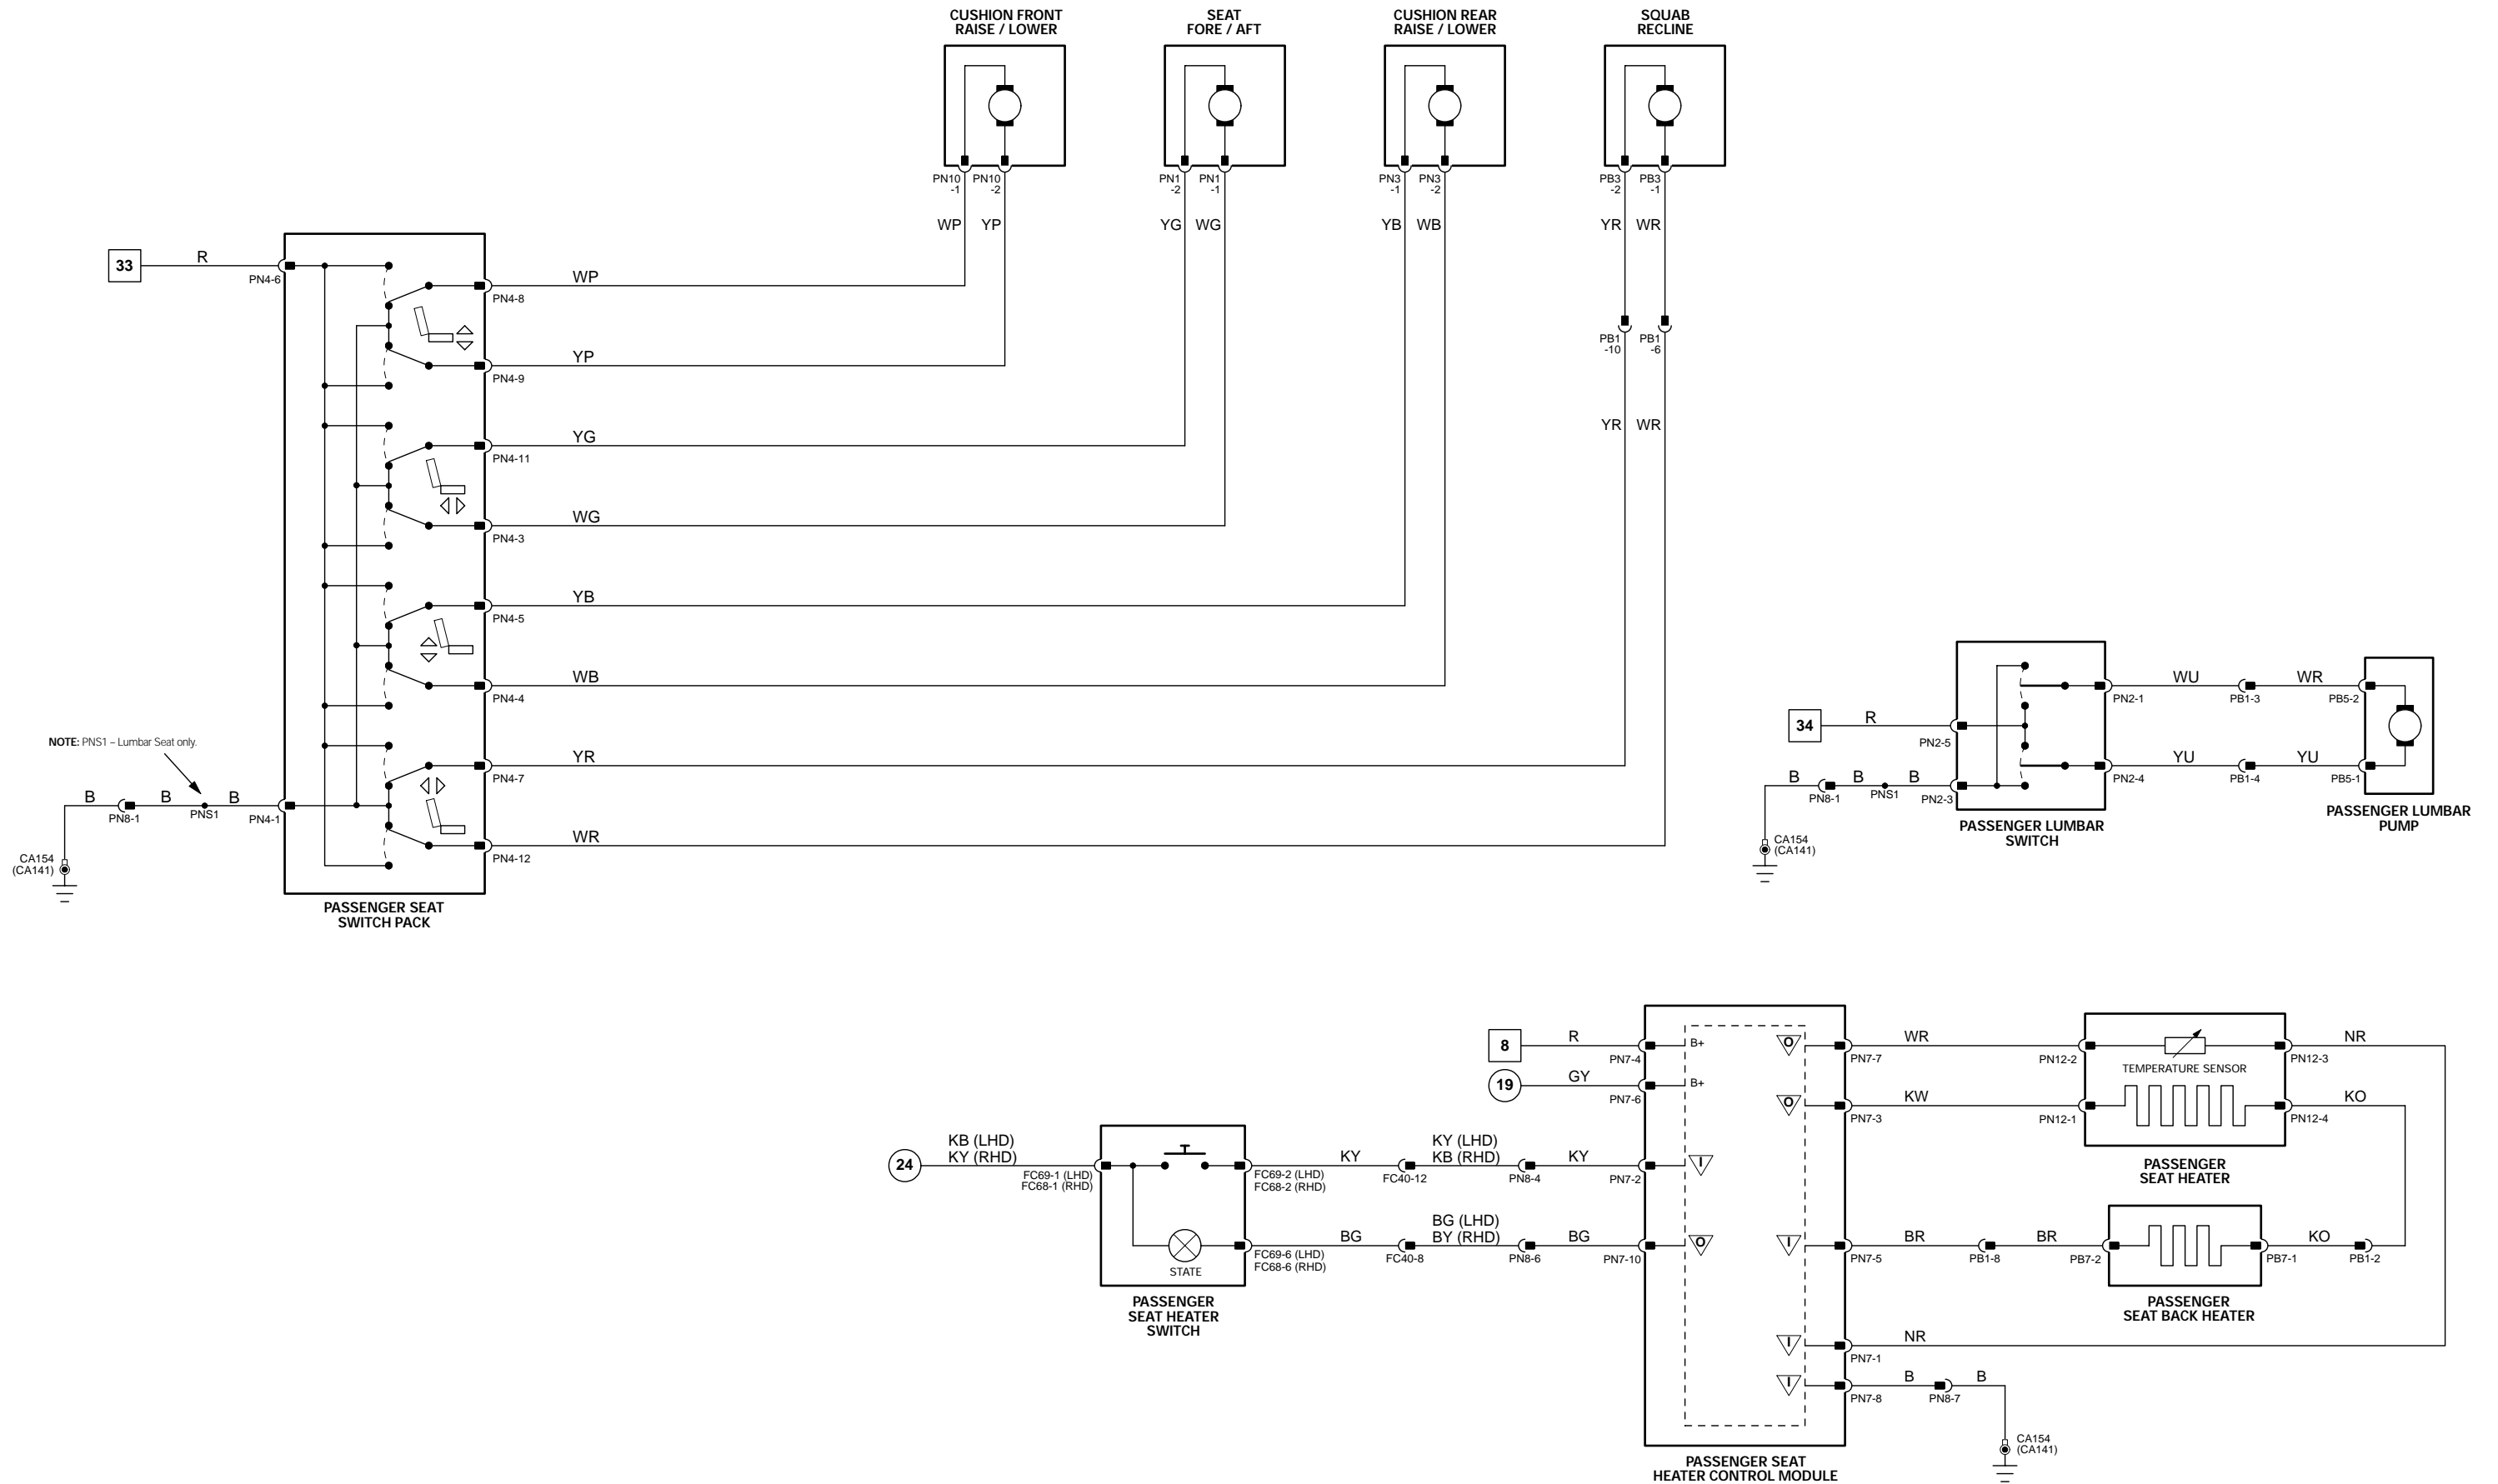 CUSHION FRONT
RAISE / LOWER
SEAT
FORE / AFT
CUSHION REAR
RAISE / LOWER
SQUAB
RECLINE
PN10
-1
PN10
-2
PN1
-2
PN1
-1
PN3
-1
PN3
-2
PB3
-2
PB3
-1
WP
YP
YG
WG
YB
WB
YR
WR
33
R
PN4-6
WP
PN4-8
YP
PN4-9
PB1
-10
PB1
-6
YR
WR
YG
PN4-11
WG
PN4-3
YB
PN4-5
WB
PN4-4
YR
PN4-7
WR
PN4-12
NOTE: PNS1 – Lumbar Seat only.
B
B
B
PN8-1
PNS1
PN4-1
CA154
(CA141)
PASSENGER SEAT
SWITCH PACK
34
R
PN2-5
B
B
B
PN8-1
PNS1
PN2-3
CA154
(CA141)
WU
WR
PN2-1
PB1-3
PB5-2
YU
YU
PN2-4
PB1-4
PB5-1
PASSENGER LUMBAR
SWITCH
PASSENGER LUMBAR
PUMP
8
R
PN7-4
B+
19
GY
PN7-6
B+
O
PN7-7
WR
PN12-2
TEMPERATURE SENSOR
PN12-3
NR
O
PN7-3
KW
PN12-1
PN12-4
KO
PASSENGER
SEAT HEATER
24
KB (LHD)
KY (RHD)
FC69-1 (LHD)
FC68-1 (RHD)
FC69-2 (LHD)
FC68-2 (RHD)
KY
FC40-12
KY (LHD)
KB (RHD)
PN8-4
KY
PN7-2
I
STATE
FC69-6 (LHD)
FC68-6 (RHD)
BG
FC40-8
BG (LHD)
BY (RHD)
PN8-6
BG
PN7-10
O
I
PN7-5
BR
PB1-8
BR
PB7-2
PB7-1
KO
PB1-2
PASSENGER
SEAT HEATER
SWITCH
PASSENGER
SEAT BACK HEATER
I
PN7-1
NR
I
PN7-8
B
PN8-7
B
CA154
(CA141)
PASSENGER SEAT
HEATER CONTROL MODULE